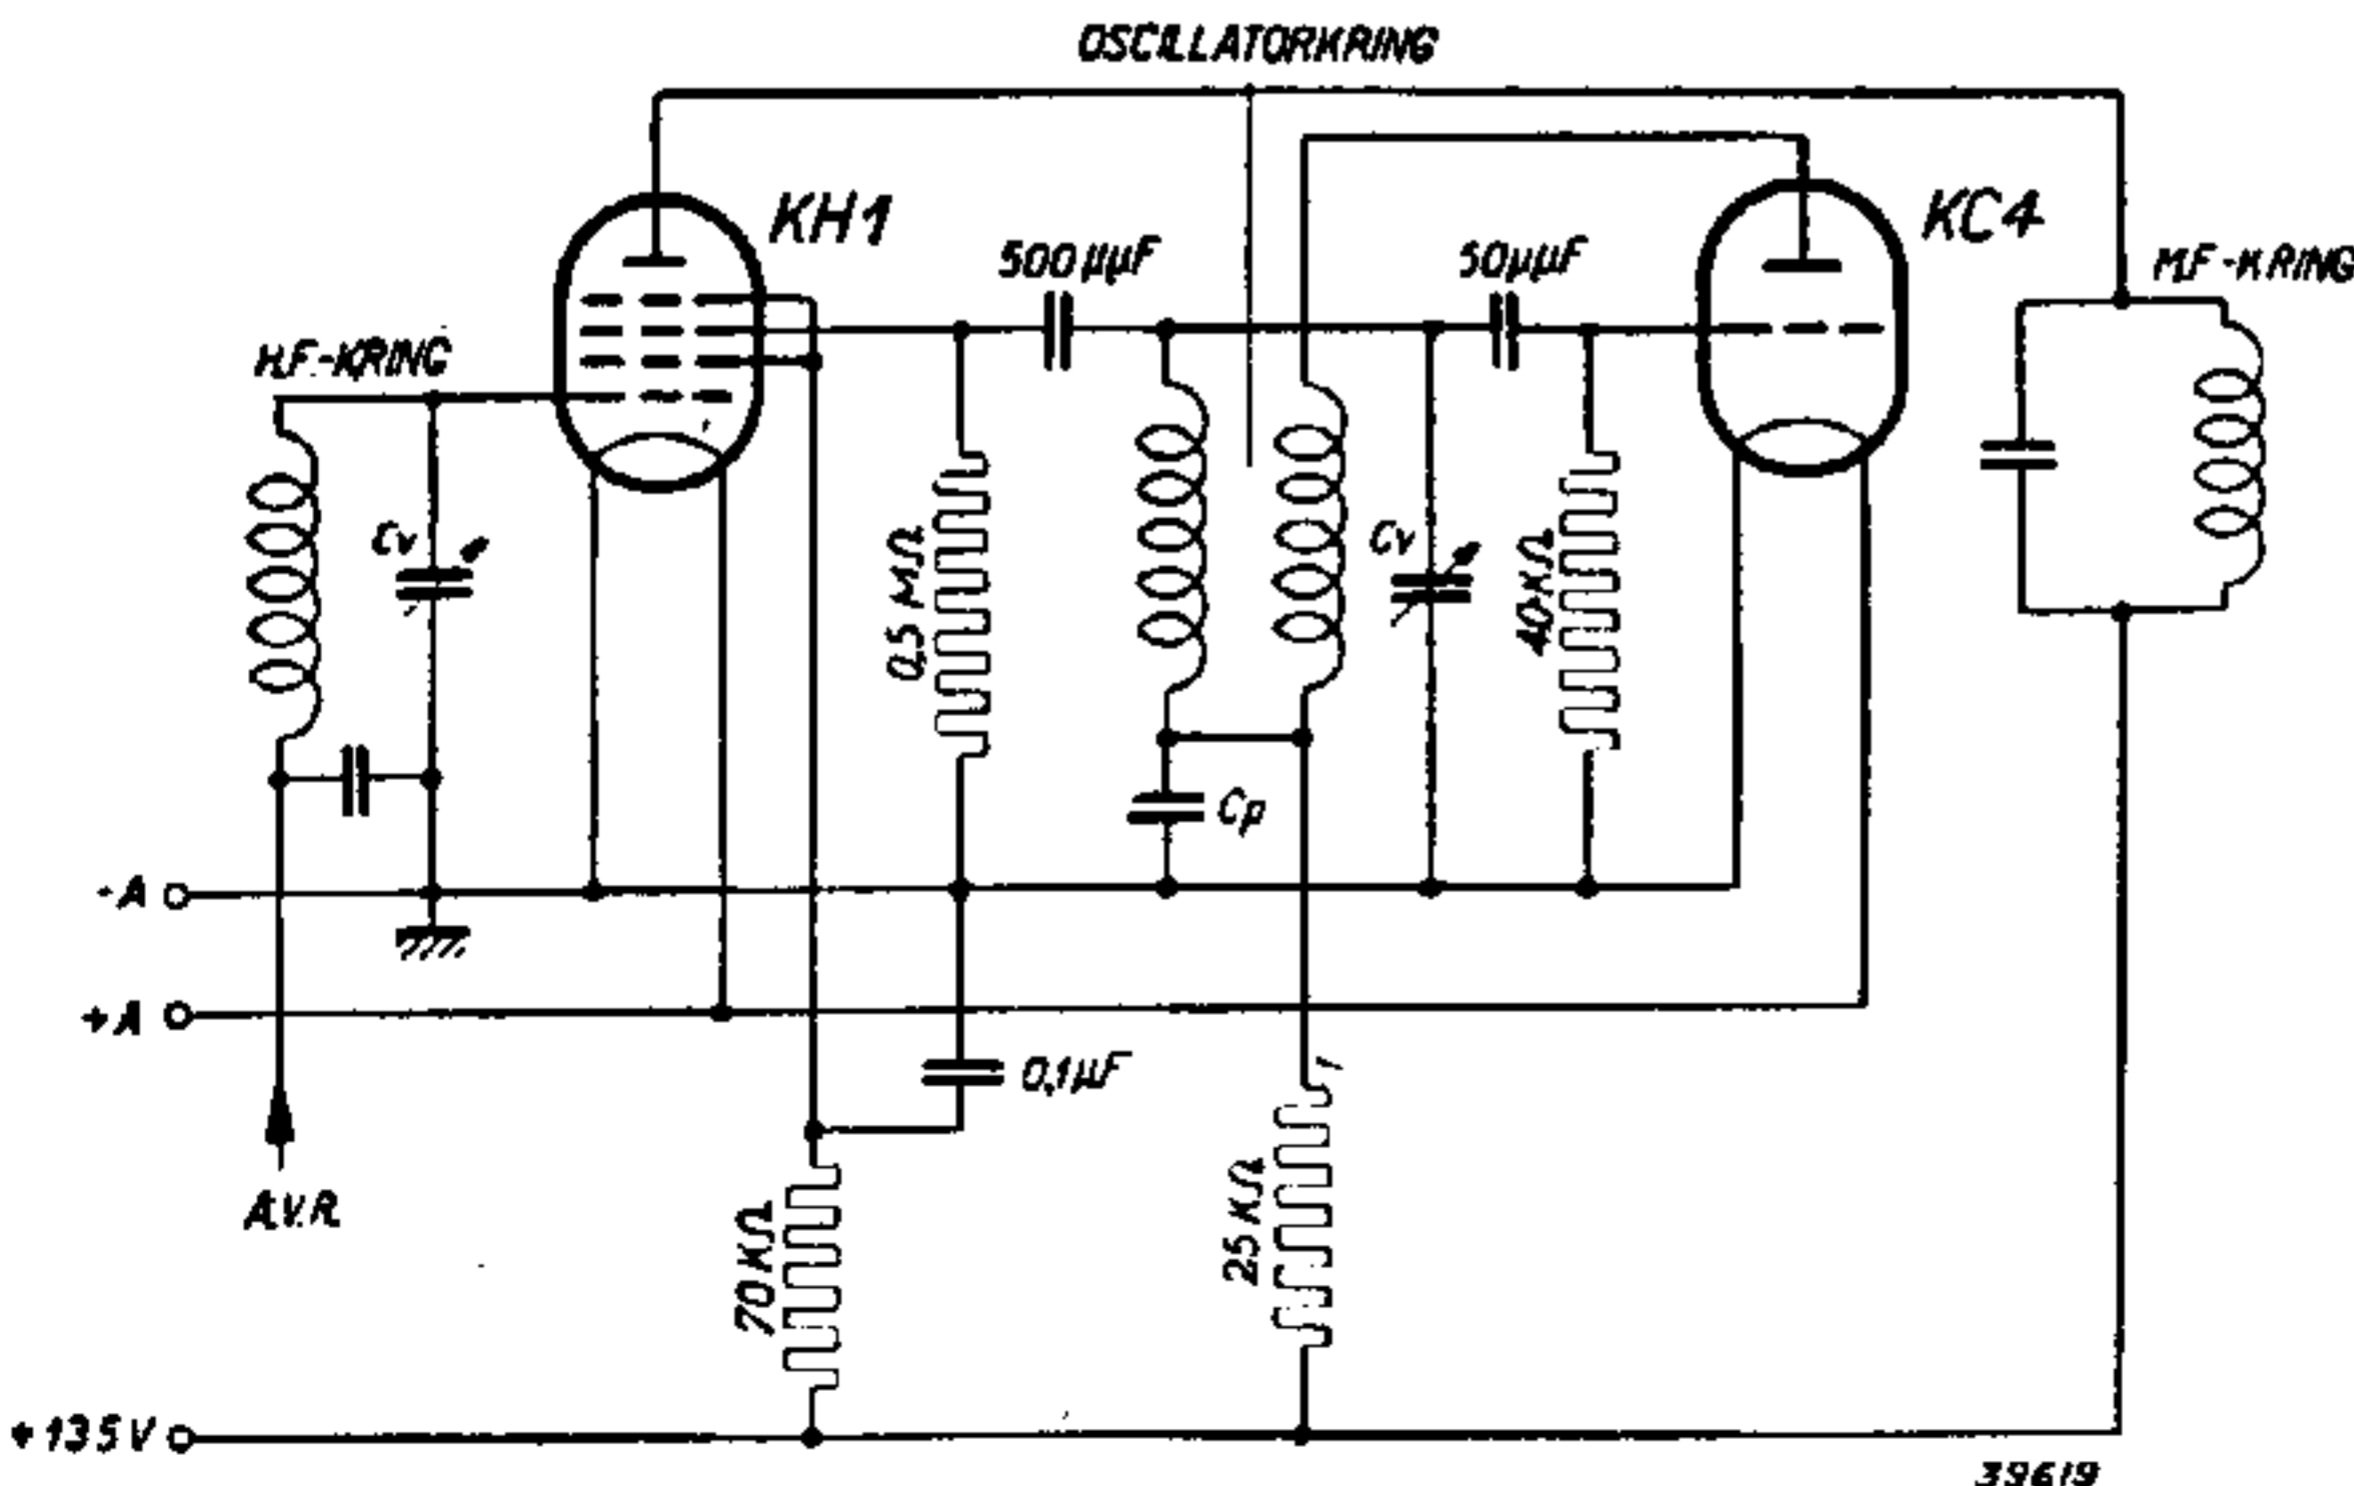 OSCILLATORKRING
KH1
KC4
500 µµF
50µµF
M.F.-KRING
H.F.-KRING
Cv
0,5 MΩ
Cv
40KΩ
Cp
-A
+A
0,1µF
A.V.R.
70KΩ
25KΩ
+135V
39619